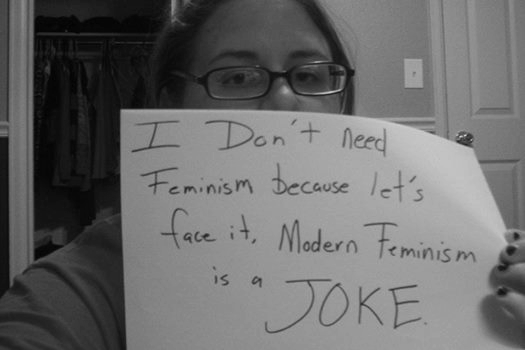 I Don't need
Feminism because let's
face it, Modern Feminism
is a JOKE.